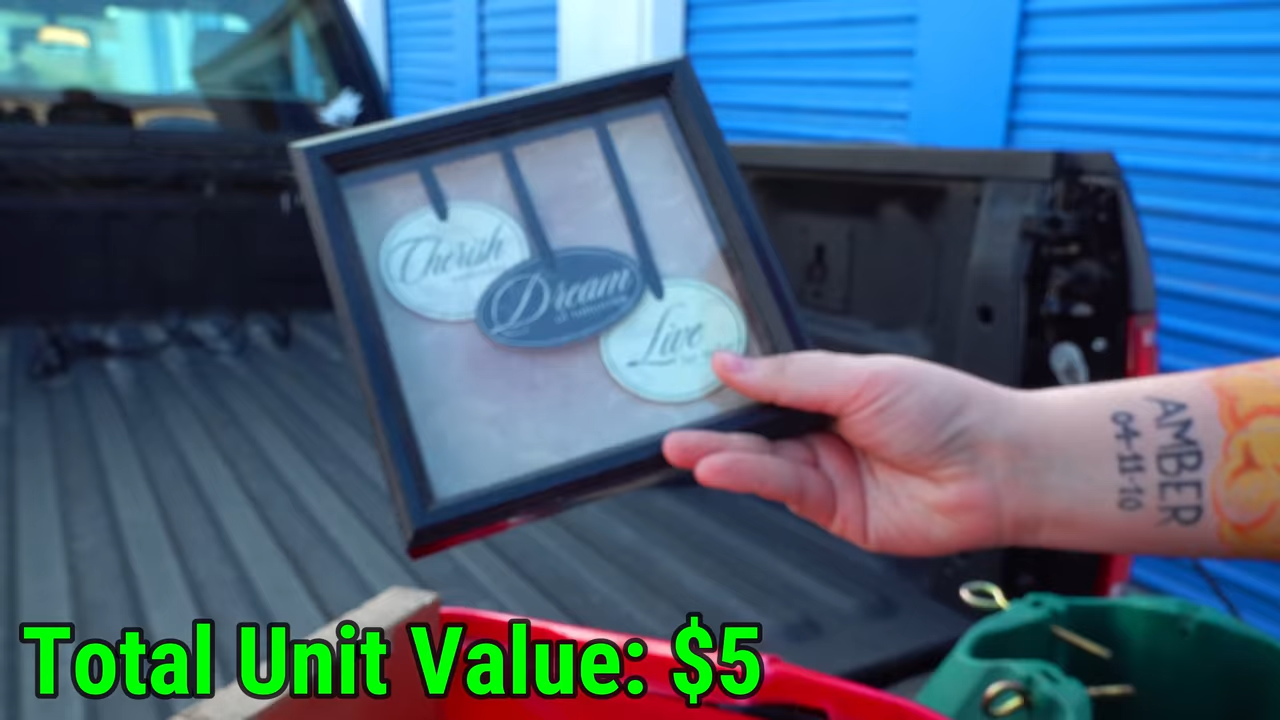 Cherish
Dream
Live
AMBER
04-11-10
Total Unit Value: $5